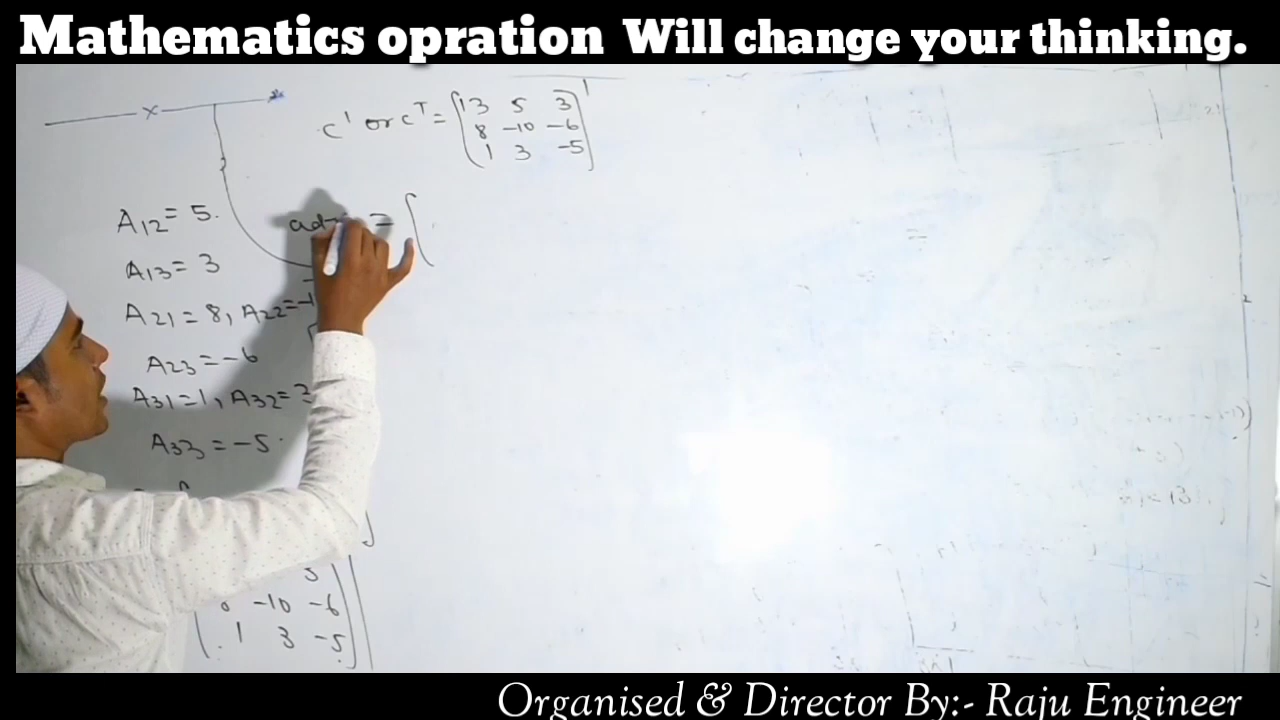 Mathematics opration Will change your thinking.
C' or C^T = [13 5 3]'
8 -10 -6
1 3 -5
A12 = 5.
adj =
A13 = 3
A21 = 8, A22 = -1
A23 = -6
A31 = 1, A32 = 3
A33 = -5
-10 -6
1 3 -5
Organised & Director By:- Raju Engineer